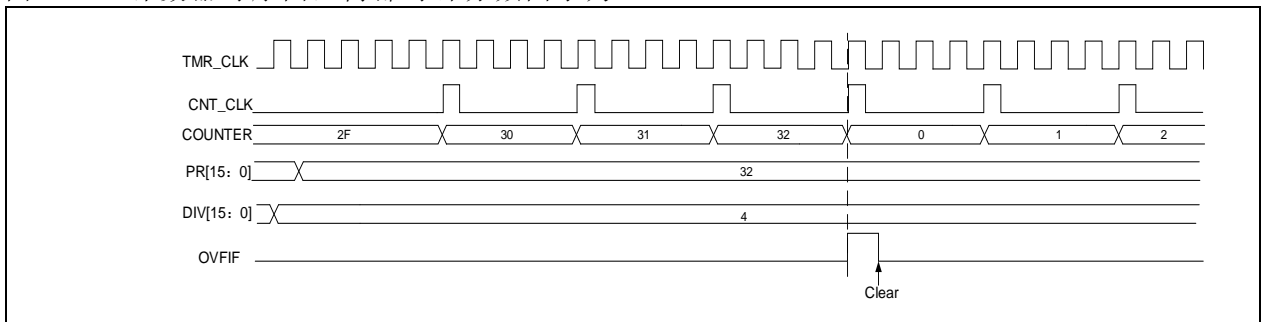 TMR_CLK
CNT_CLK
COUNTER 2F 30 31 32 0 1 2
PR[15：0] 32
DIV[15：0] 4
OVFIF
Clear